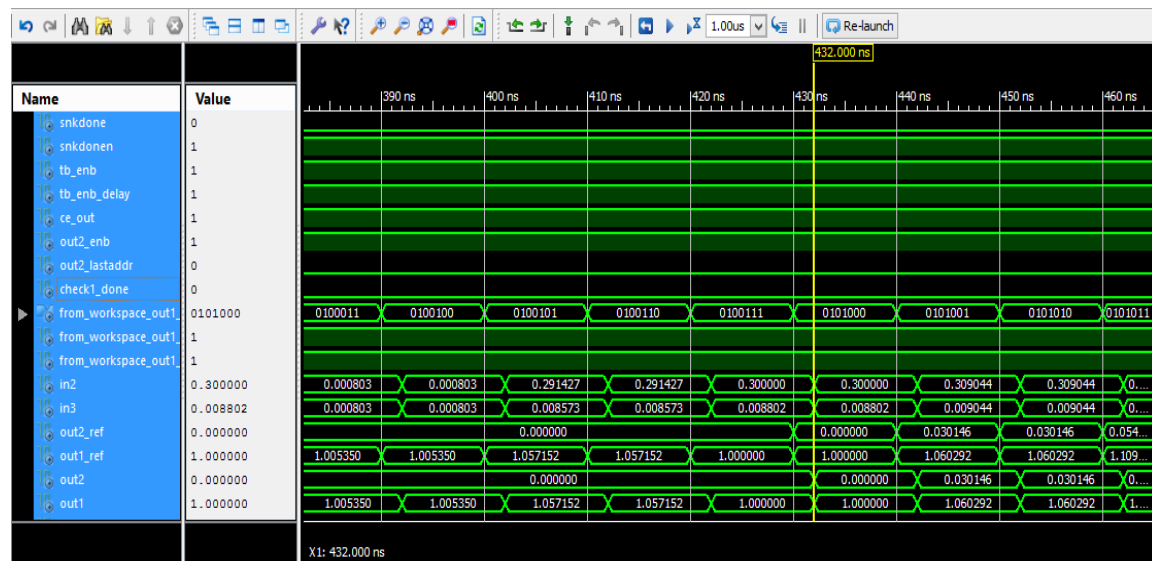 1.00us Re-launch
432.000 ns
Name Value 390 ns 400 ns 410 ns 420 ns 430 ns 440 ns 450 ns 460 ns
snkdone 0
snkdonen 1
tb_enb 1
tb_enb_delay 1
ce_out 1
out2_enb 1
out2_lastaddr 0
check1_done 0
from_workspace_out1_ 0101000 0100011 0100100 0100101 0100110 0100111 0101000 0101001 0101010 0101011
from_workspace_out1_ 1
from_workspace_out1_ 1
in2 0.300000 0.000803 0.000803 0.291427 0.291427 0.300000 0.300000 0.309044 0.309044 0....
in3 0.008802 0.000803 0.000803 0.008573 0.008573 0.008802 0.008802 0.009044 0.009044 0....
out2_ref 0.000000 0.000000 0.000000 0.030146 0.030146 0.054...
out1_ref 1.000000 1.005350 1.005350 1.057152 1.057152 1.000000 1.000000 1.060292 1.060292 1.109...
out2 0.000000 0.000000 0.000000 0.030146 0.030146 0....
out1 1.000000 1.005350 1.005350 1.057152 1.057152 1.000000 1.000000 1.060292 1.060292 1....
X1: 432.000 ns